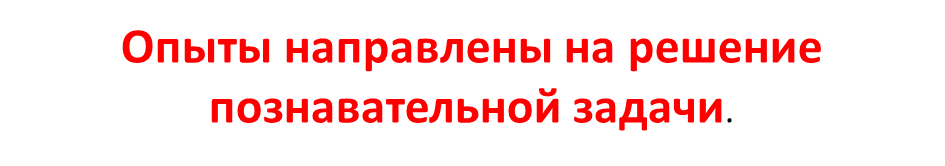 Опыты направлены на решение
познавательной задачи.